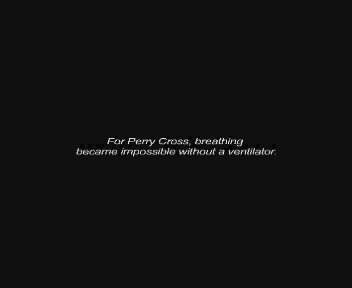 For Perry Cross, breathing
became impossible without a ventilator.